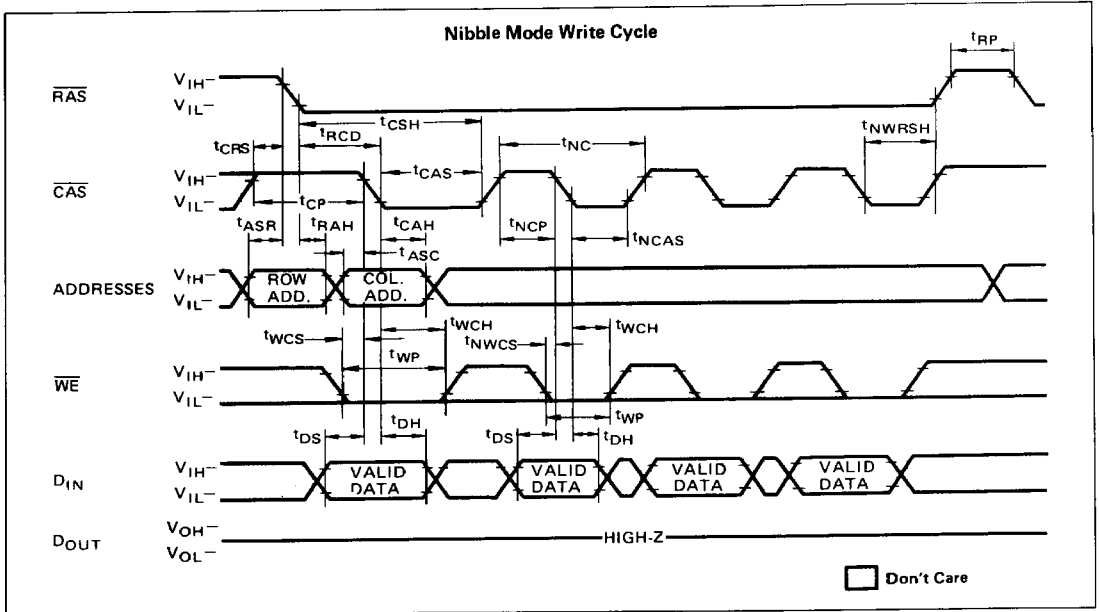 Nibble Mode Write Cycle
tRP
RAS
VIH–
VIL–
tCSH
tRCD
tCRS
tNC
tNWRSH
CAS
VIH–
VIL–
tCAS
tCP
tASR
tRAH
tCAH
tNCP
tNCAS
tASC
ADDRESSES
VIH–
VIL–
ROW ADD.
COL. ADD.
tWCS
tWCH
tNWCS
tWCH
tWP
WE
VIH–
VIL–
tWP
tDS
tDH
tDS
tDH
DIN
VIH–
VIL–
VALID DATA
VALID DATA
VALID DATA
VALID DATA
DOUT
VOH–
VOL–
HIGH-Z
Don't Care